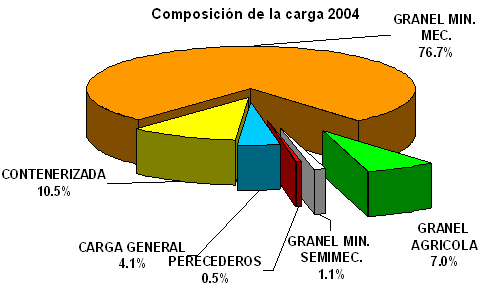 Composición de la carga 2004
GRANEL MIN.
MEC.
76.7%
CONTENERIZADA
10.5%
CARGA GENERAL
4.1%
PERECEDEROS
0.5%
GRANEL MIN.
SEMIMEC.
1.1%
GRANEL
AGRICOLA
7.0%